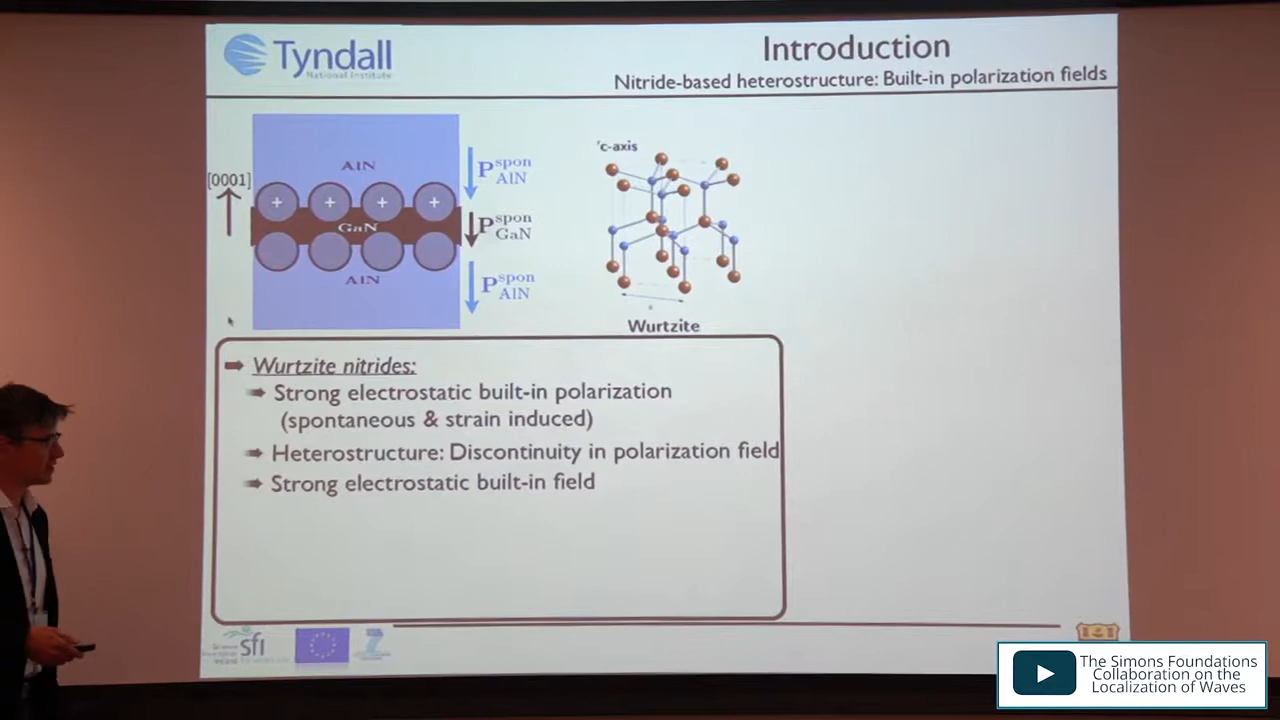 Tyndall
National Institute
Introduction
Nitride-based heterostructure: Built-in polarization fields
[0001]
AlN
+ + + +
GaN
AlN
P spon AlN
P spon GaN
P spon AlN
c-axis
a
Wurtzite
Wurtzite nitrides:
Strong electrostatic built-in polarization
(spontaneous & strain induced)
Heterostructure: Discontinuity in polarization field
Strong electrostatic built-in field
sfi
7
The Simons Foundations
Collaboration on the
Localization of Waves